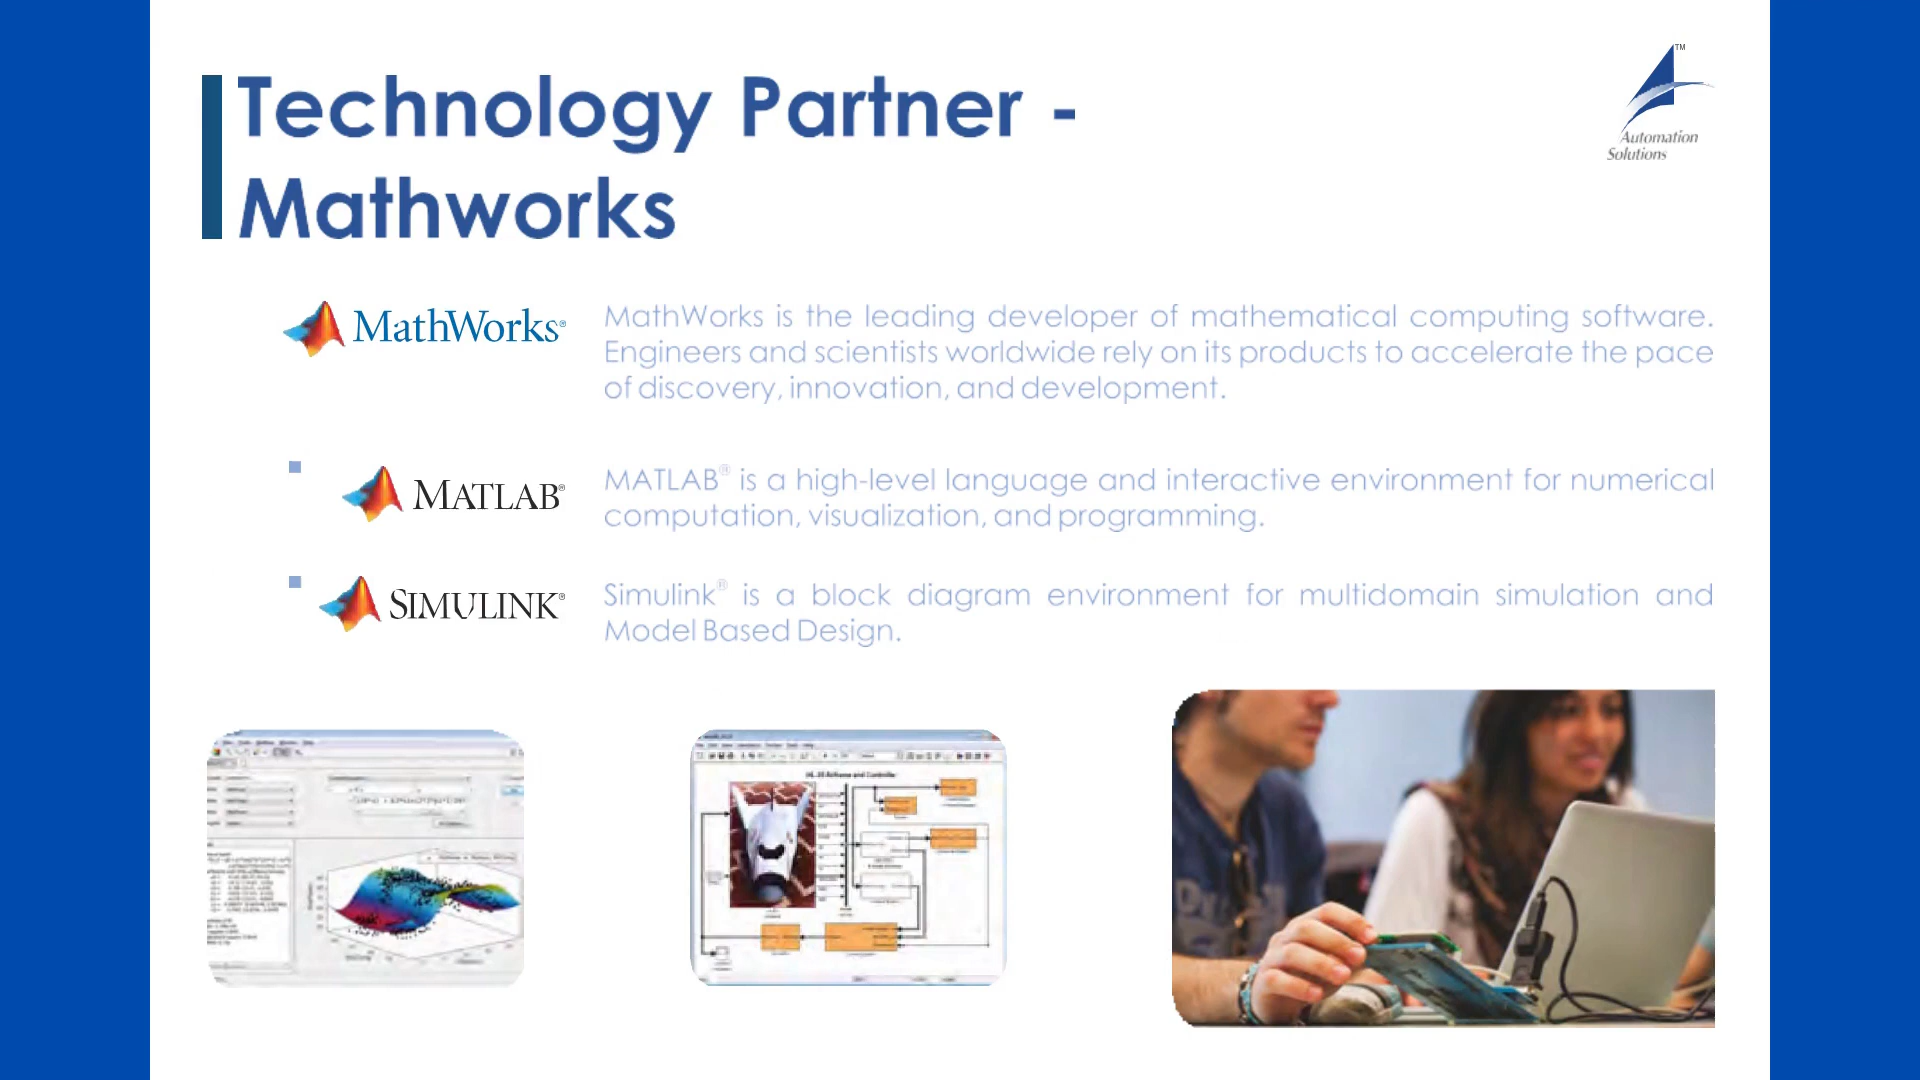 Technology Partner -
Mathworks
TM
Automation
Solutions
MathWorks®
MathWorks is the leading developer of mathematical computing software.
Engineers and scientists worldwide rely on its products to accelerate the pace
of discovery, innovation, and development.
MATLAB®
MATLAB® is a high-level language and interactive environment for numerical
computation, visualization, and programming.
SIMULINK®
Simulink® is a block diagram environment for multidomain simulation and
Model Based Design.